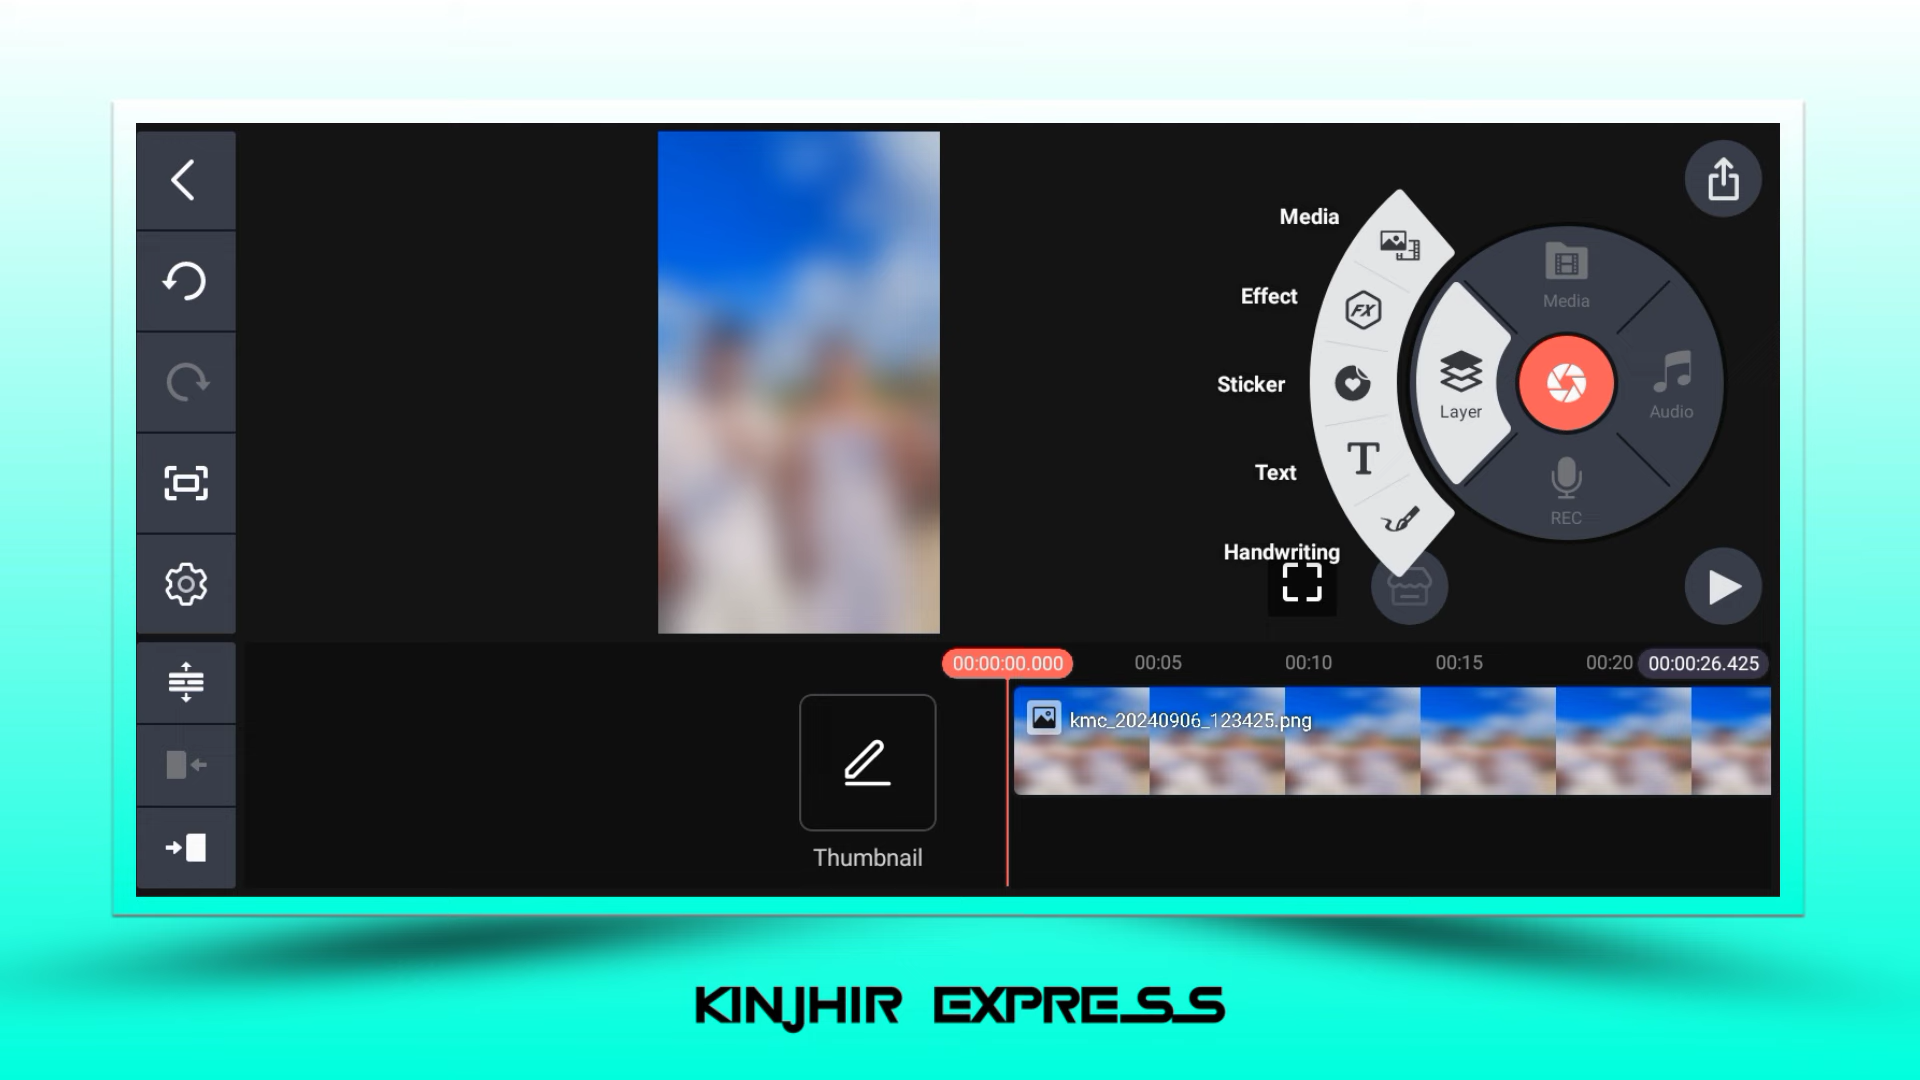 Media
Effect
Sticker
Text
Handwriting
Media
Layer
Audio
REC
FX
00:00:00.000
00:05
00:10
00:15
00:20
00:00:26.425
kmc_20240906_123425.png
Thumbnail
KINJHIR EXPRESS